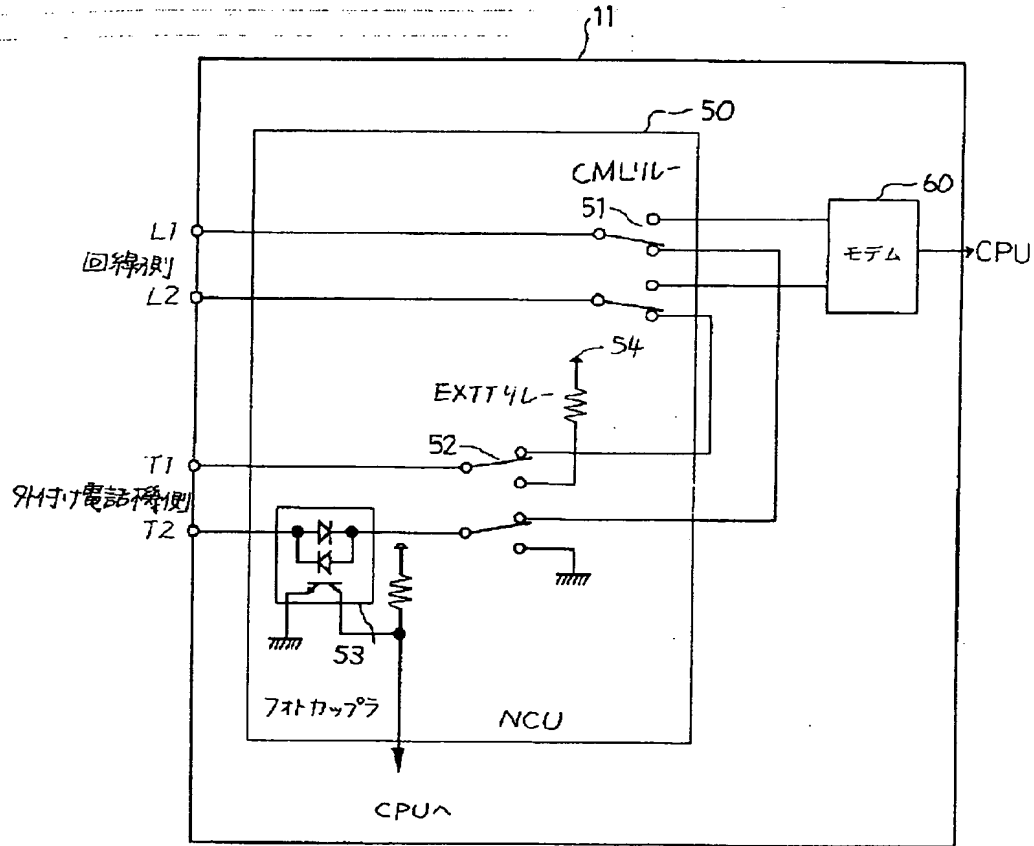 11
50
CMLリレー
51
60
L1
モデム
CPU
回線側
L2
54
EXTTリレー
52
T1
外付け電話機側
T2
53
フォトカップラ
NCU
CPUへ